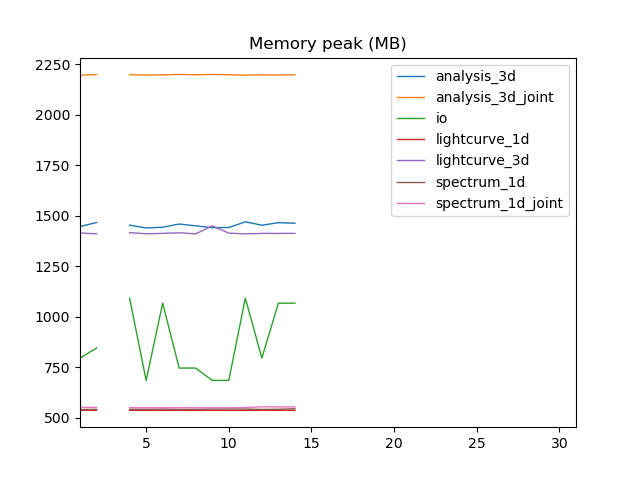 Memory peak (MB)
2250
2000
1750
1500
1250
1000
750
500
5
10
15
20
25
30
analysis_3d
analysis_3d_joint
io
lightcurve_1d
lightcurve_3d
spectrum_1d
spectrum_1d_joint